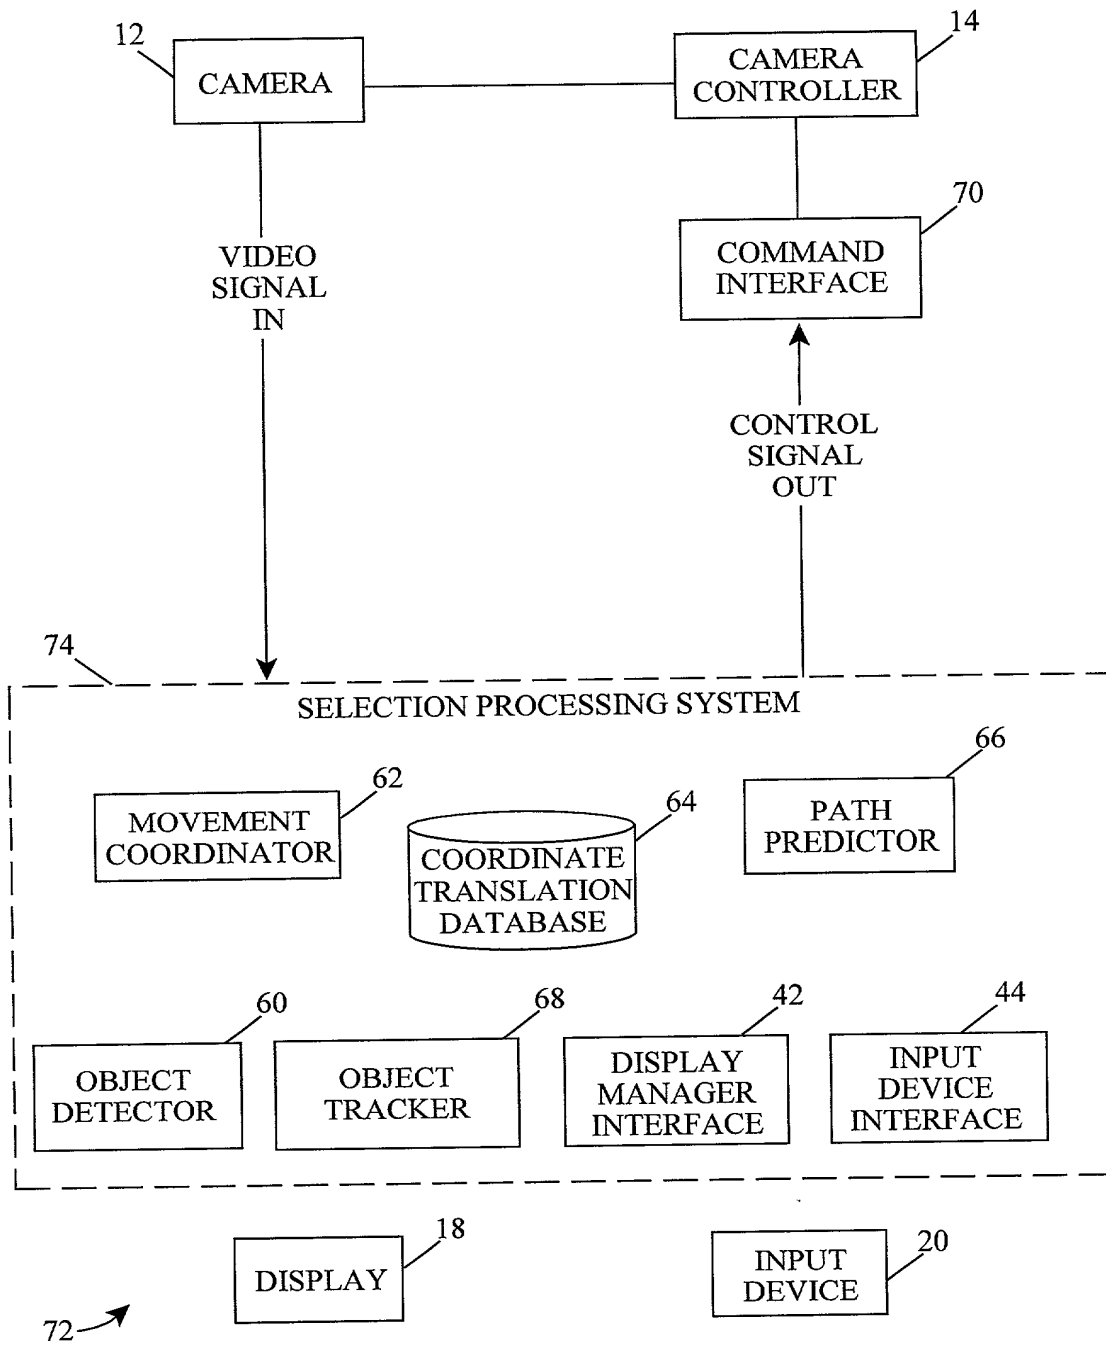 12
14
CAMERA
CAMERA
CONTROLLER
70
COMMAND
INTERFACE
VIDEO
SIGNAL
IN
CONTROL
SIGNAL
OUT
74
SELECTION PROCESSING SYSTEM
62
MOVEMENT
COORDINATOR
64
COORDINATE
TRANSLATION
DATABASE
66
PATH
PREDICTOR
60
OBJECT
DETECTOR
68
OBJECT
TRACKER
42
DISPLAY
MANAGER
INTERFACE
44
INPUT
DEVICE
INTERFACE
18
DISPLAY
20
INPUT
DEVICE
72